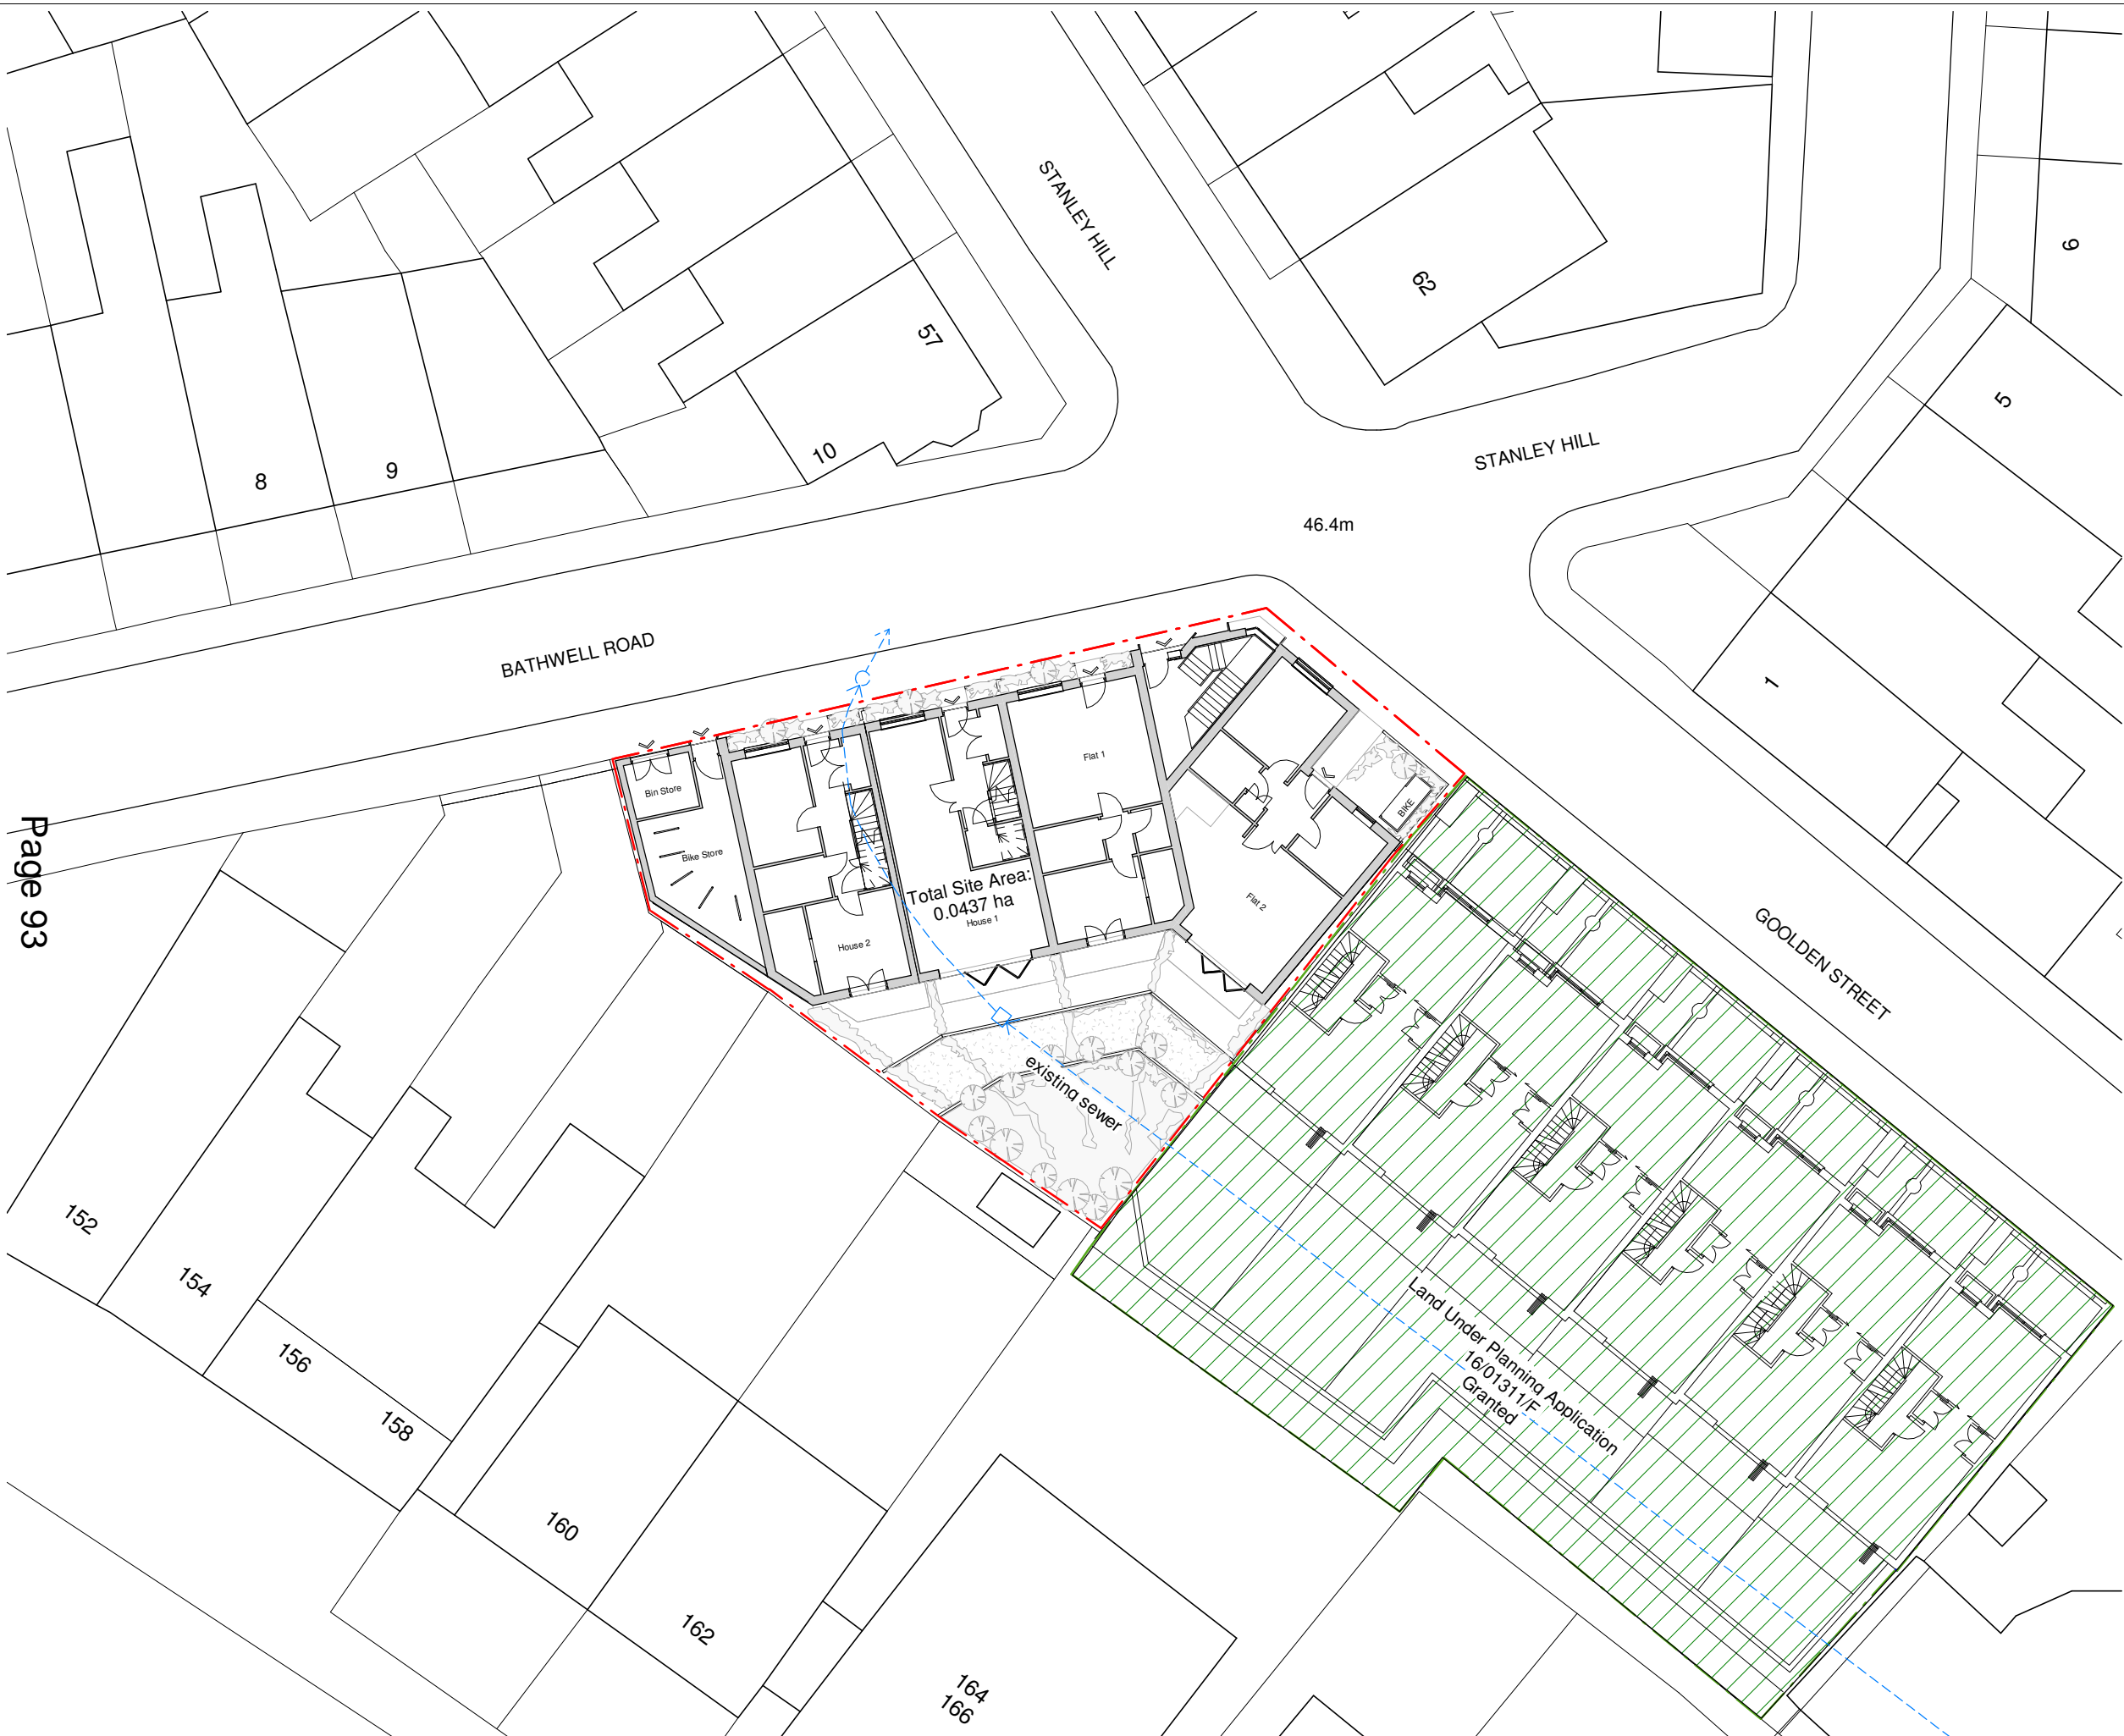 STANLEY HILL
62
9
57
5
10
STANLEY HILL
8
9
46.4m
BATHWELL ROAD
1
Flat 1
Bin Store
BIKE
Page 93
Bike Store
Total Site Area:
0.0437 ha
House 1
Flat 2
House 2
GOOLDEN STREET
existing sewer
152
154
156
158
160
162
164
166
Land Under Planning Application
16/01311/F
Granted